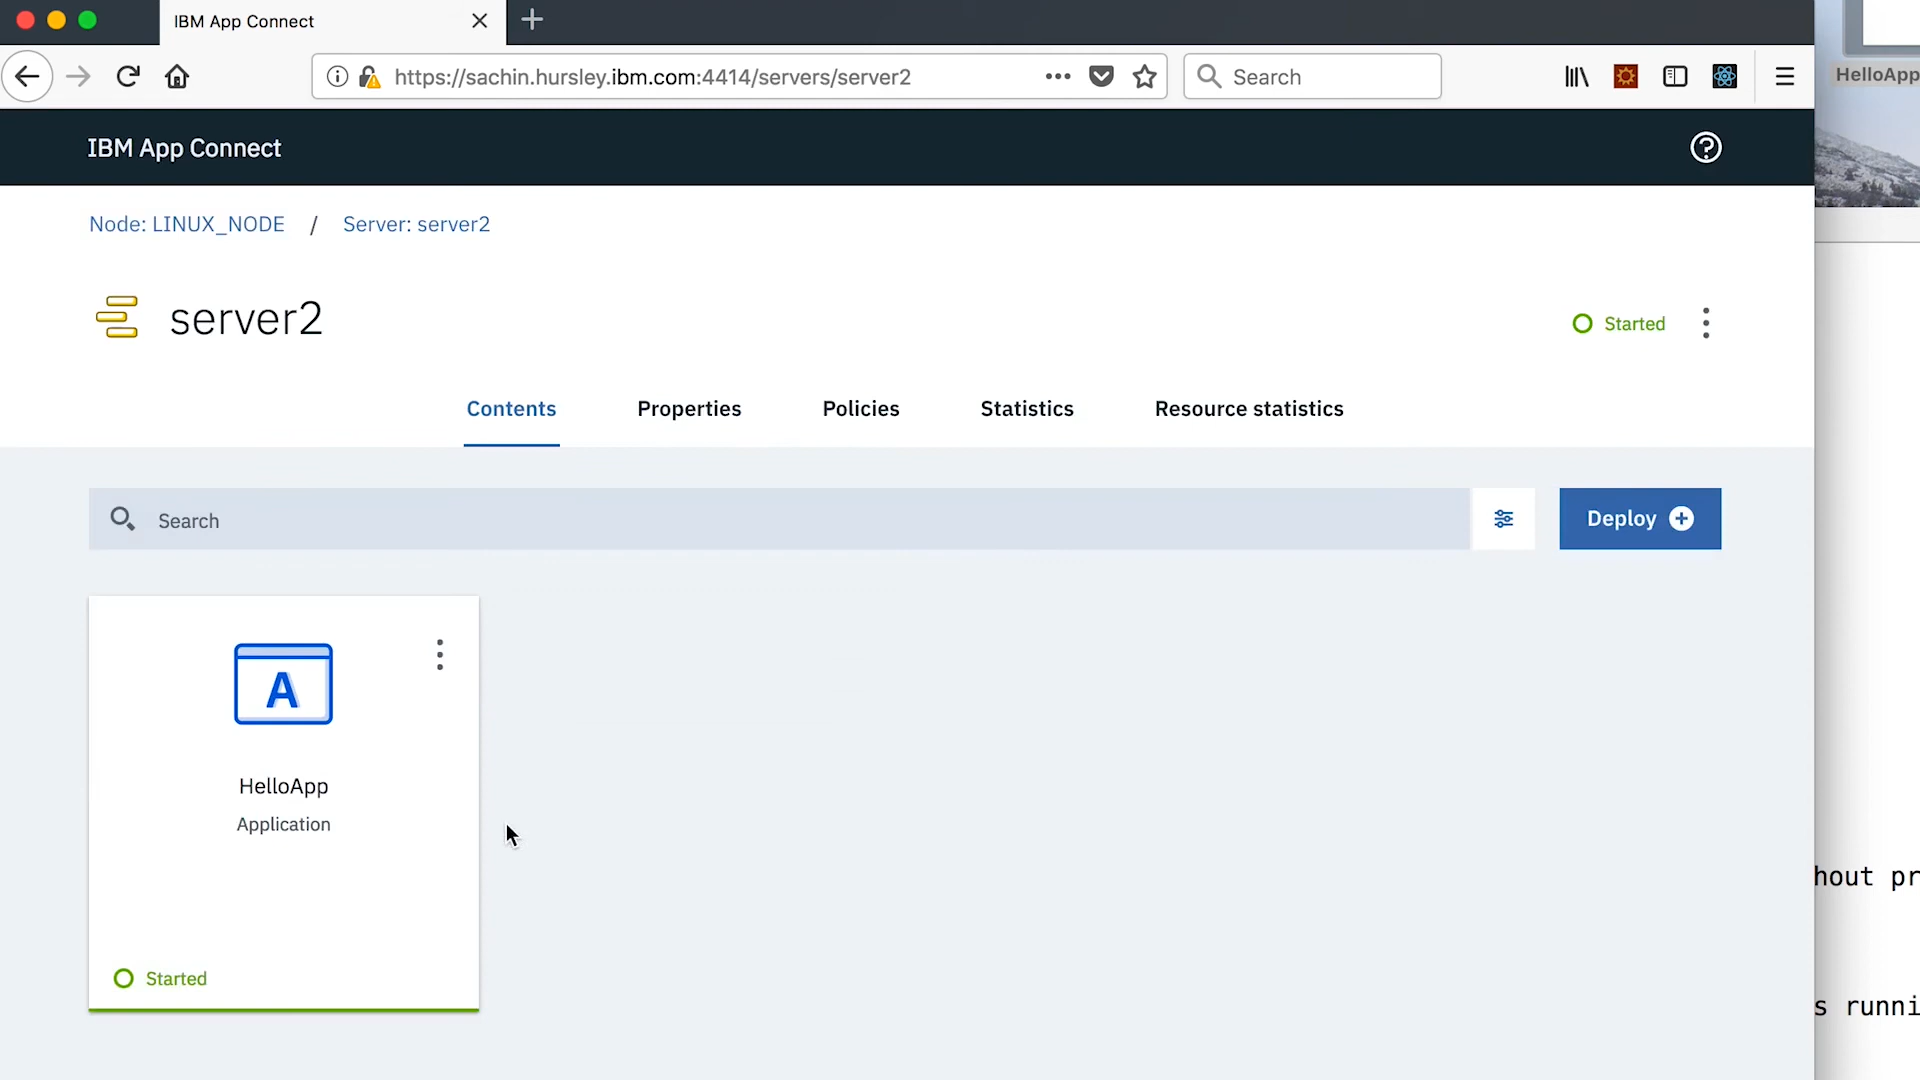 IBM App Connect
https://sachin.hursley.ibm.com:4414/servers/server2
Search
HelloApp
IBM App Connect
Node: LINUX_NODE / Server: server2
server2
Started
Contents Properties Policies Statistics Resource statistics
Search
Deploy
A
HelloApp
Application
hout pr
Started
s runni